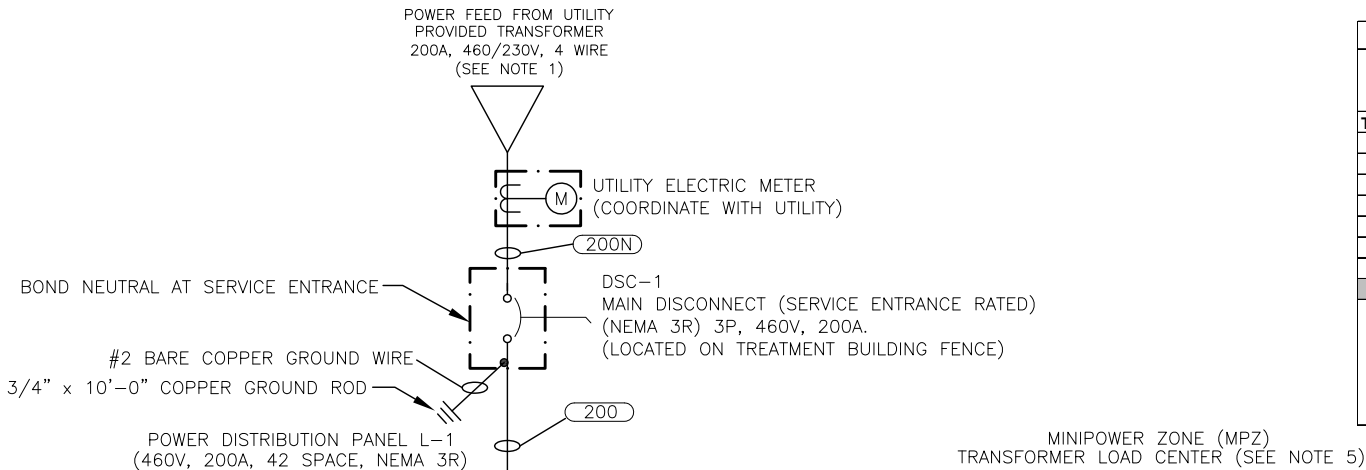 POWER FEED FROM UTILITY
PROVIDED TRANSFORMER
200A, 460/230V, 4 WIRE
(SEE NOTE 1)
M
UTILITY ELECTRIC METER
(COORDINATE WITH UTILITY)
200N
BOND NEUTRAL AT SERVICE ENTRANCE
DSC-1
MAIN DISCONNECT (SERVICE ENTRANCE RATED)
(NEMA 3R) 3P, 460V, 200A.
(LOCATED ON TREATMENT BUILDING FENCE)
#2 BARE COPPER GROUND WIRE
3/4" x 10'-0" COPPER GROUND ROD
200
POWER DISTRIBUTION PANEL L-1
(460V, 200A, 42 SPACE, NEMA 3R)
MINIPOWER ZONE (MPZ)
TRANSFORMER LOAD CENTER (SEE NOTE 5)